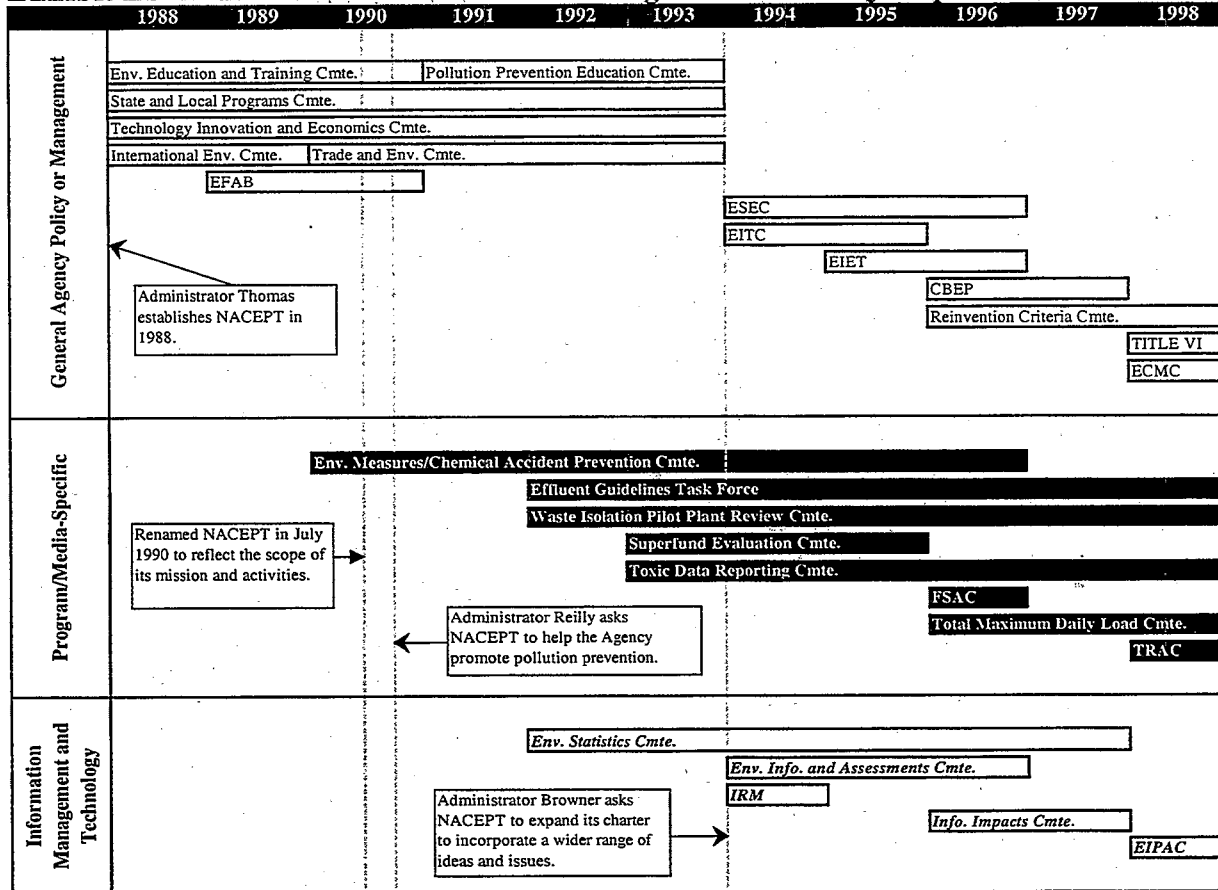 1988 1989 1990 1991 1992 1993 1994 1995 1996 1997 1998
General Agency Policy or Management
Env. Education and Training Cmte. Pollution Prevention Education Cmte.
State and Local Programs Cmte.
Technology Innovation and Economics Cmte.
International Env. Cmte. Trade and Env. Cmte.
EFAB
ESEC
EITC
EIET
CBEP
Reinvention Criteria Cmte.
TITLE VI
ECMC
Administrator Thomas
establishes NACEPT in
1988.
Program/Media-Specific
Env. Measures/Chemical Accident Prevention Cmte.
Effluent Guidelines Task Force
Waste Isolation Pilot Plant Review Cmte.
Superfund Evaluation Cmte.
Toxic Data Reporting Cmte.
FSAC
Total Maximum Daily Load Cmte.
TRAC
Renamed NACEPT in July
1990 to reflect the scope of
its mission and activities.
Administrator Reilly asks
NACEPT to help the Agency
promote pollution prevention.
Information
Management and
Technology
Env. Statistics Cmte.
Env. Info. and Assessments Cmte.
IRM
Info. Impacts Cmte.
EIPAC
Administrator Browner asks
NACEPT to expand its charter
to incorporate a wider range of
ideas and issues.